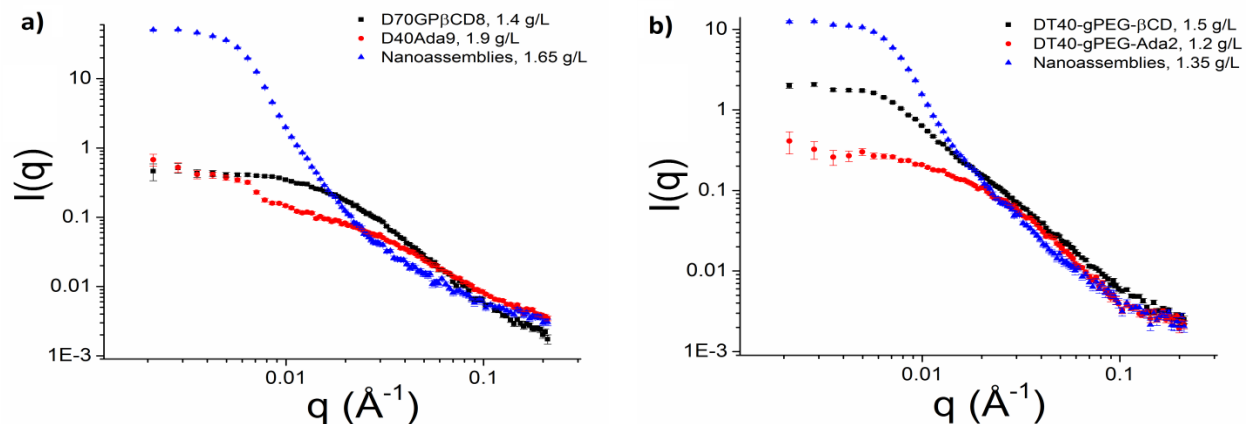 a)
D70GPβCD8, 1.4 g/L
D40Ada9, 1.9 g/L
Nanoassemblies, 1.65 g/L
10
1
0.1
0.01
1E-3
I(q)
0.01
0.1
q (Å⁻¹)
b)
DT40-gPEG-βCD, 1.5 g/L
DT40-gPEG-Ada2, 1.2 g/L
Nanoassemblies, 1.35 g/L
10
1
0.1
0.01
1E-3
I(q)
0.01
0.1
q (Å⁻¹)